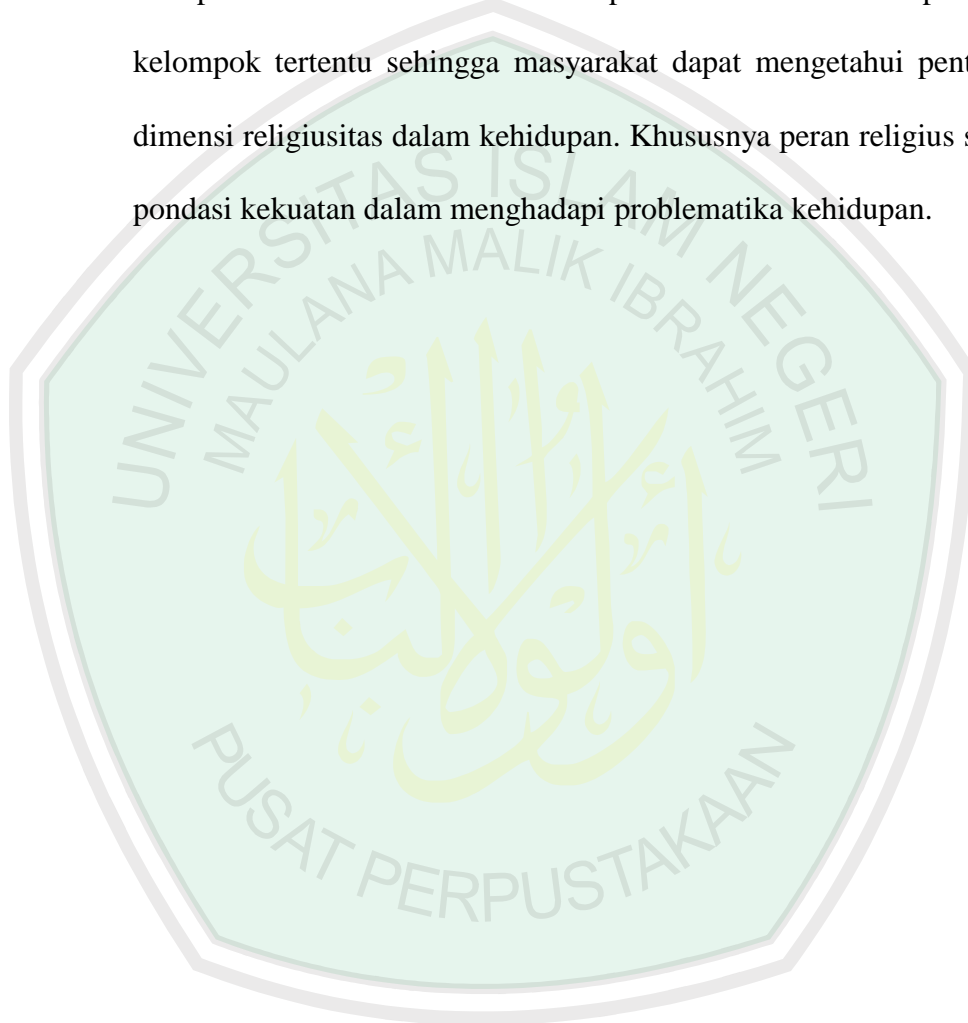 kelompok tertentu sehingga masyarakat dapat mengetahui
dimensi religiusitas dalam kehidupan. Khususnya peran religius
pondasi kekuatan dalam menghadapi problematika kehidupan.
UNIVERSITAS ISLAM NEGERI
MAULANA MALIK IBRAHIM
أولوا الألباب
PUSAT PERPUSTAKAAN